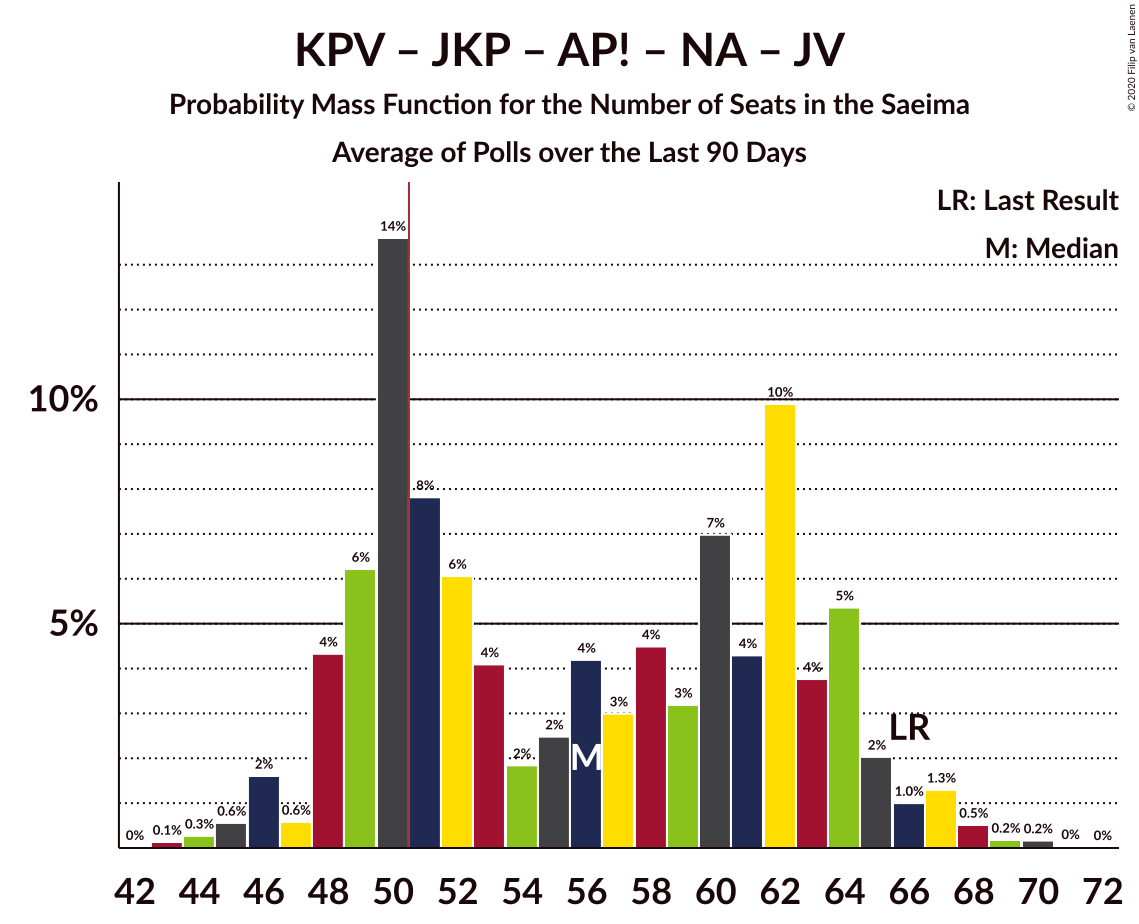 KPV – JKP – AP! – NA – JV
Probability Mass Function for the Number of Seats in the Saeima
Average of Polls over the Last 90 Days
© 2020 Filip van Laenen
LR: Last Result
M: Median
10%
5%
0% 0.1% 0.3% 0.6% 2% 0.6% 4% 6% 14% 8% 6% 4% 2% 2% 4% 3% 4% 3% 7% 4% 10% 4% 5% 2% 1.0% 1.3% 0.5% 0.2% 0.2% 0% 0%
M
LR
42 44 46 48 50 52 54 56 58 60 62 64 66 68 70 72